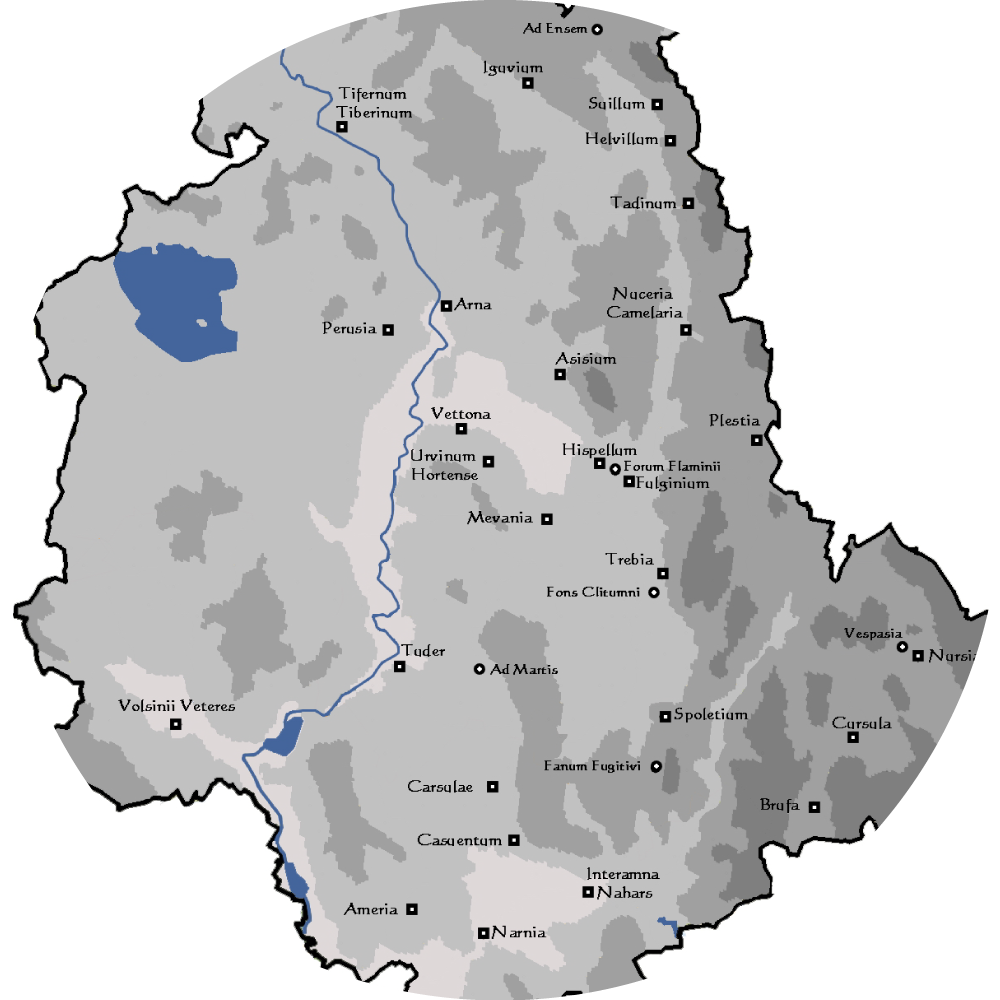 Ad Ensem
Iguvium
Tifernum
Tiberinum
Suillum
Helvillum
Tadinum
Nuceria
Camelaria
Arna
Perusia
Asisium
Vettona
Plestia
Urvinum
Hortense
Hispellum
Forum Flaminii
Fulginium
Mevania
Trebia
Fons Clitumni
Vespasia
Nursia
Tuder
Ad Martis
Volsinii Veteres
Spoletium
Cursula
Fanum Fugitivi
Carsulae
Brufa
Casventum
Interamna
Nahars
Ameria
Narnia